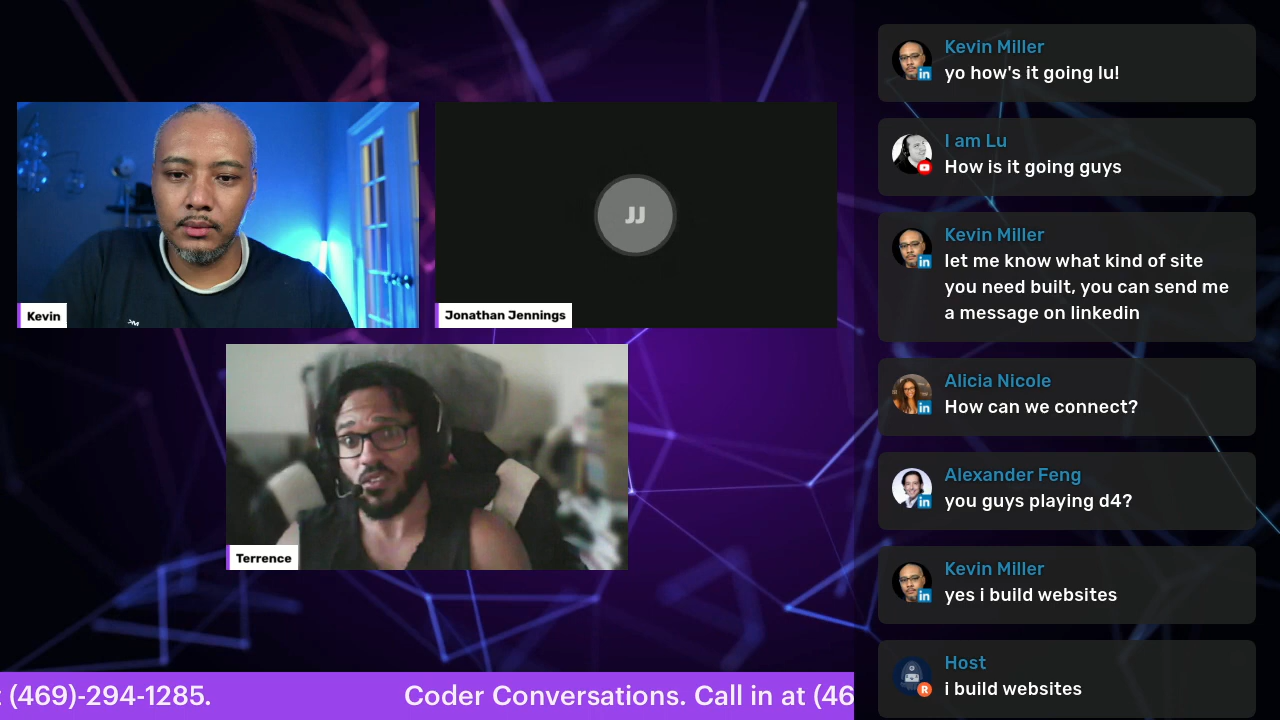 Kevin
JJ
Jonathan Jennings
Terrence
t (469)-294-1285.
Coder Conversations. Call in at (46
Kevin Miller
yo how's it going lu!
I am Lu
How is it going guys
Kevin Miller
let me know what kind of site
you need built, you can send me
a message on linkedin
Alicia Nicole
How can we connect?
Alexander Feng
you guys playing d4?
Kevin Miller
yes i build websites
Host
i build websites